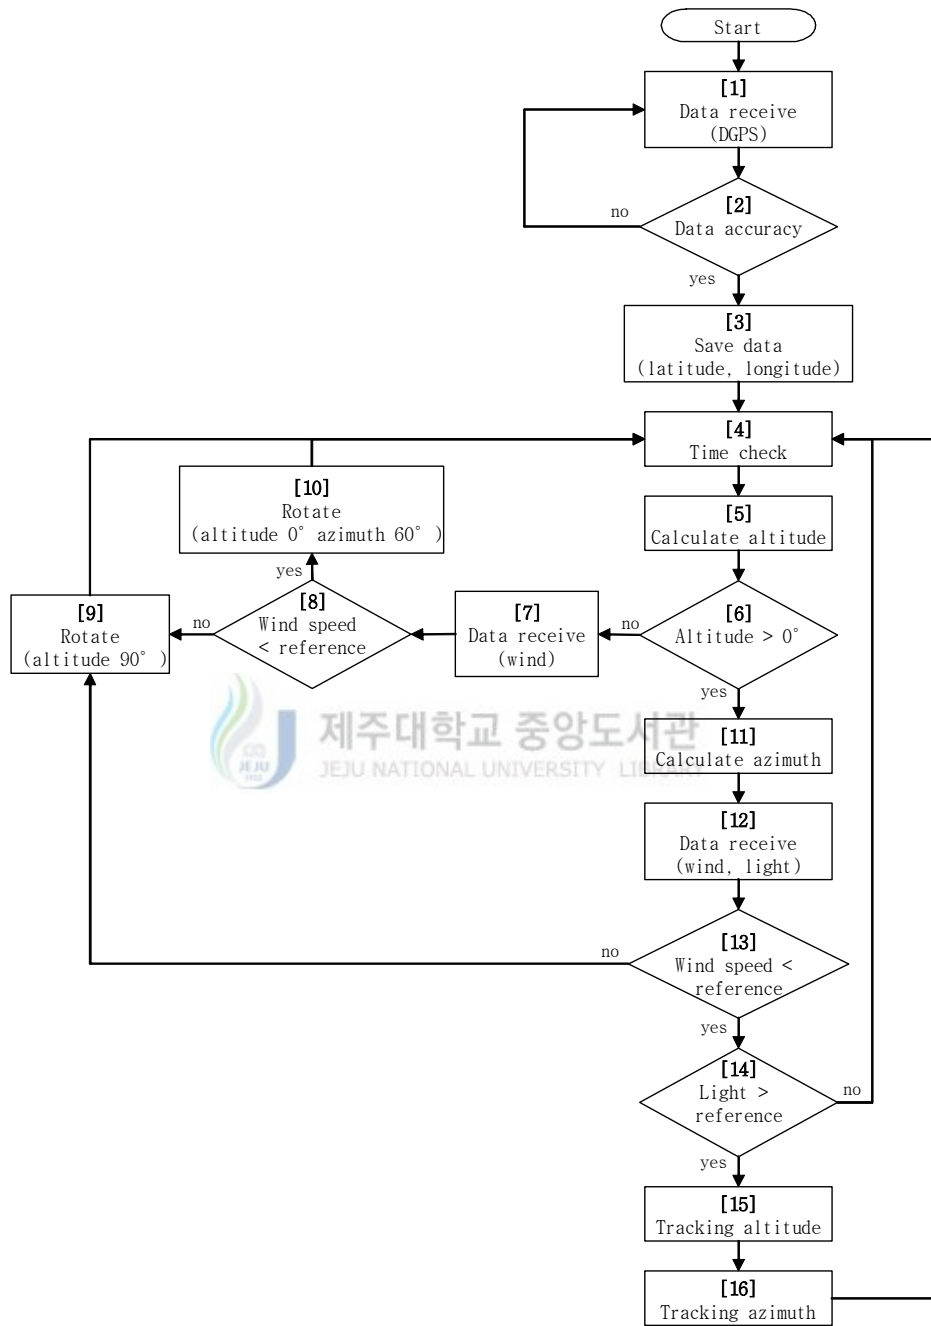 Start
[1]
Data receive
(DGPS)
[2]
Data accuracy
no
yes
[3]
Save data
(latitude, longitude)
[4]
Time check
[5]
Calculate altitude
[6]
Altitude > 0°
no
yes
[7]
Data receive
(wind)
[8]
Wind speed
< reference
yes
no
[10]
Rotate
(altitude 0° azimuth 60° )
[9]
Rotate
(altitude 90° )
제주대학교 중앙도서관
JEJU NATIONAL UNIVERSITY LIBRARY
JEJU
1952
[11]
Calculate azimuth
[12]
Data receive
(wind, light)
[13]
Wind speed <
reference
no
yes
[14]
Light >
reference
no
yes
[15]
Tracking altitude
[16]
Tracking azimuth